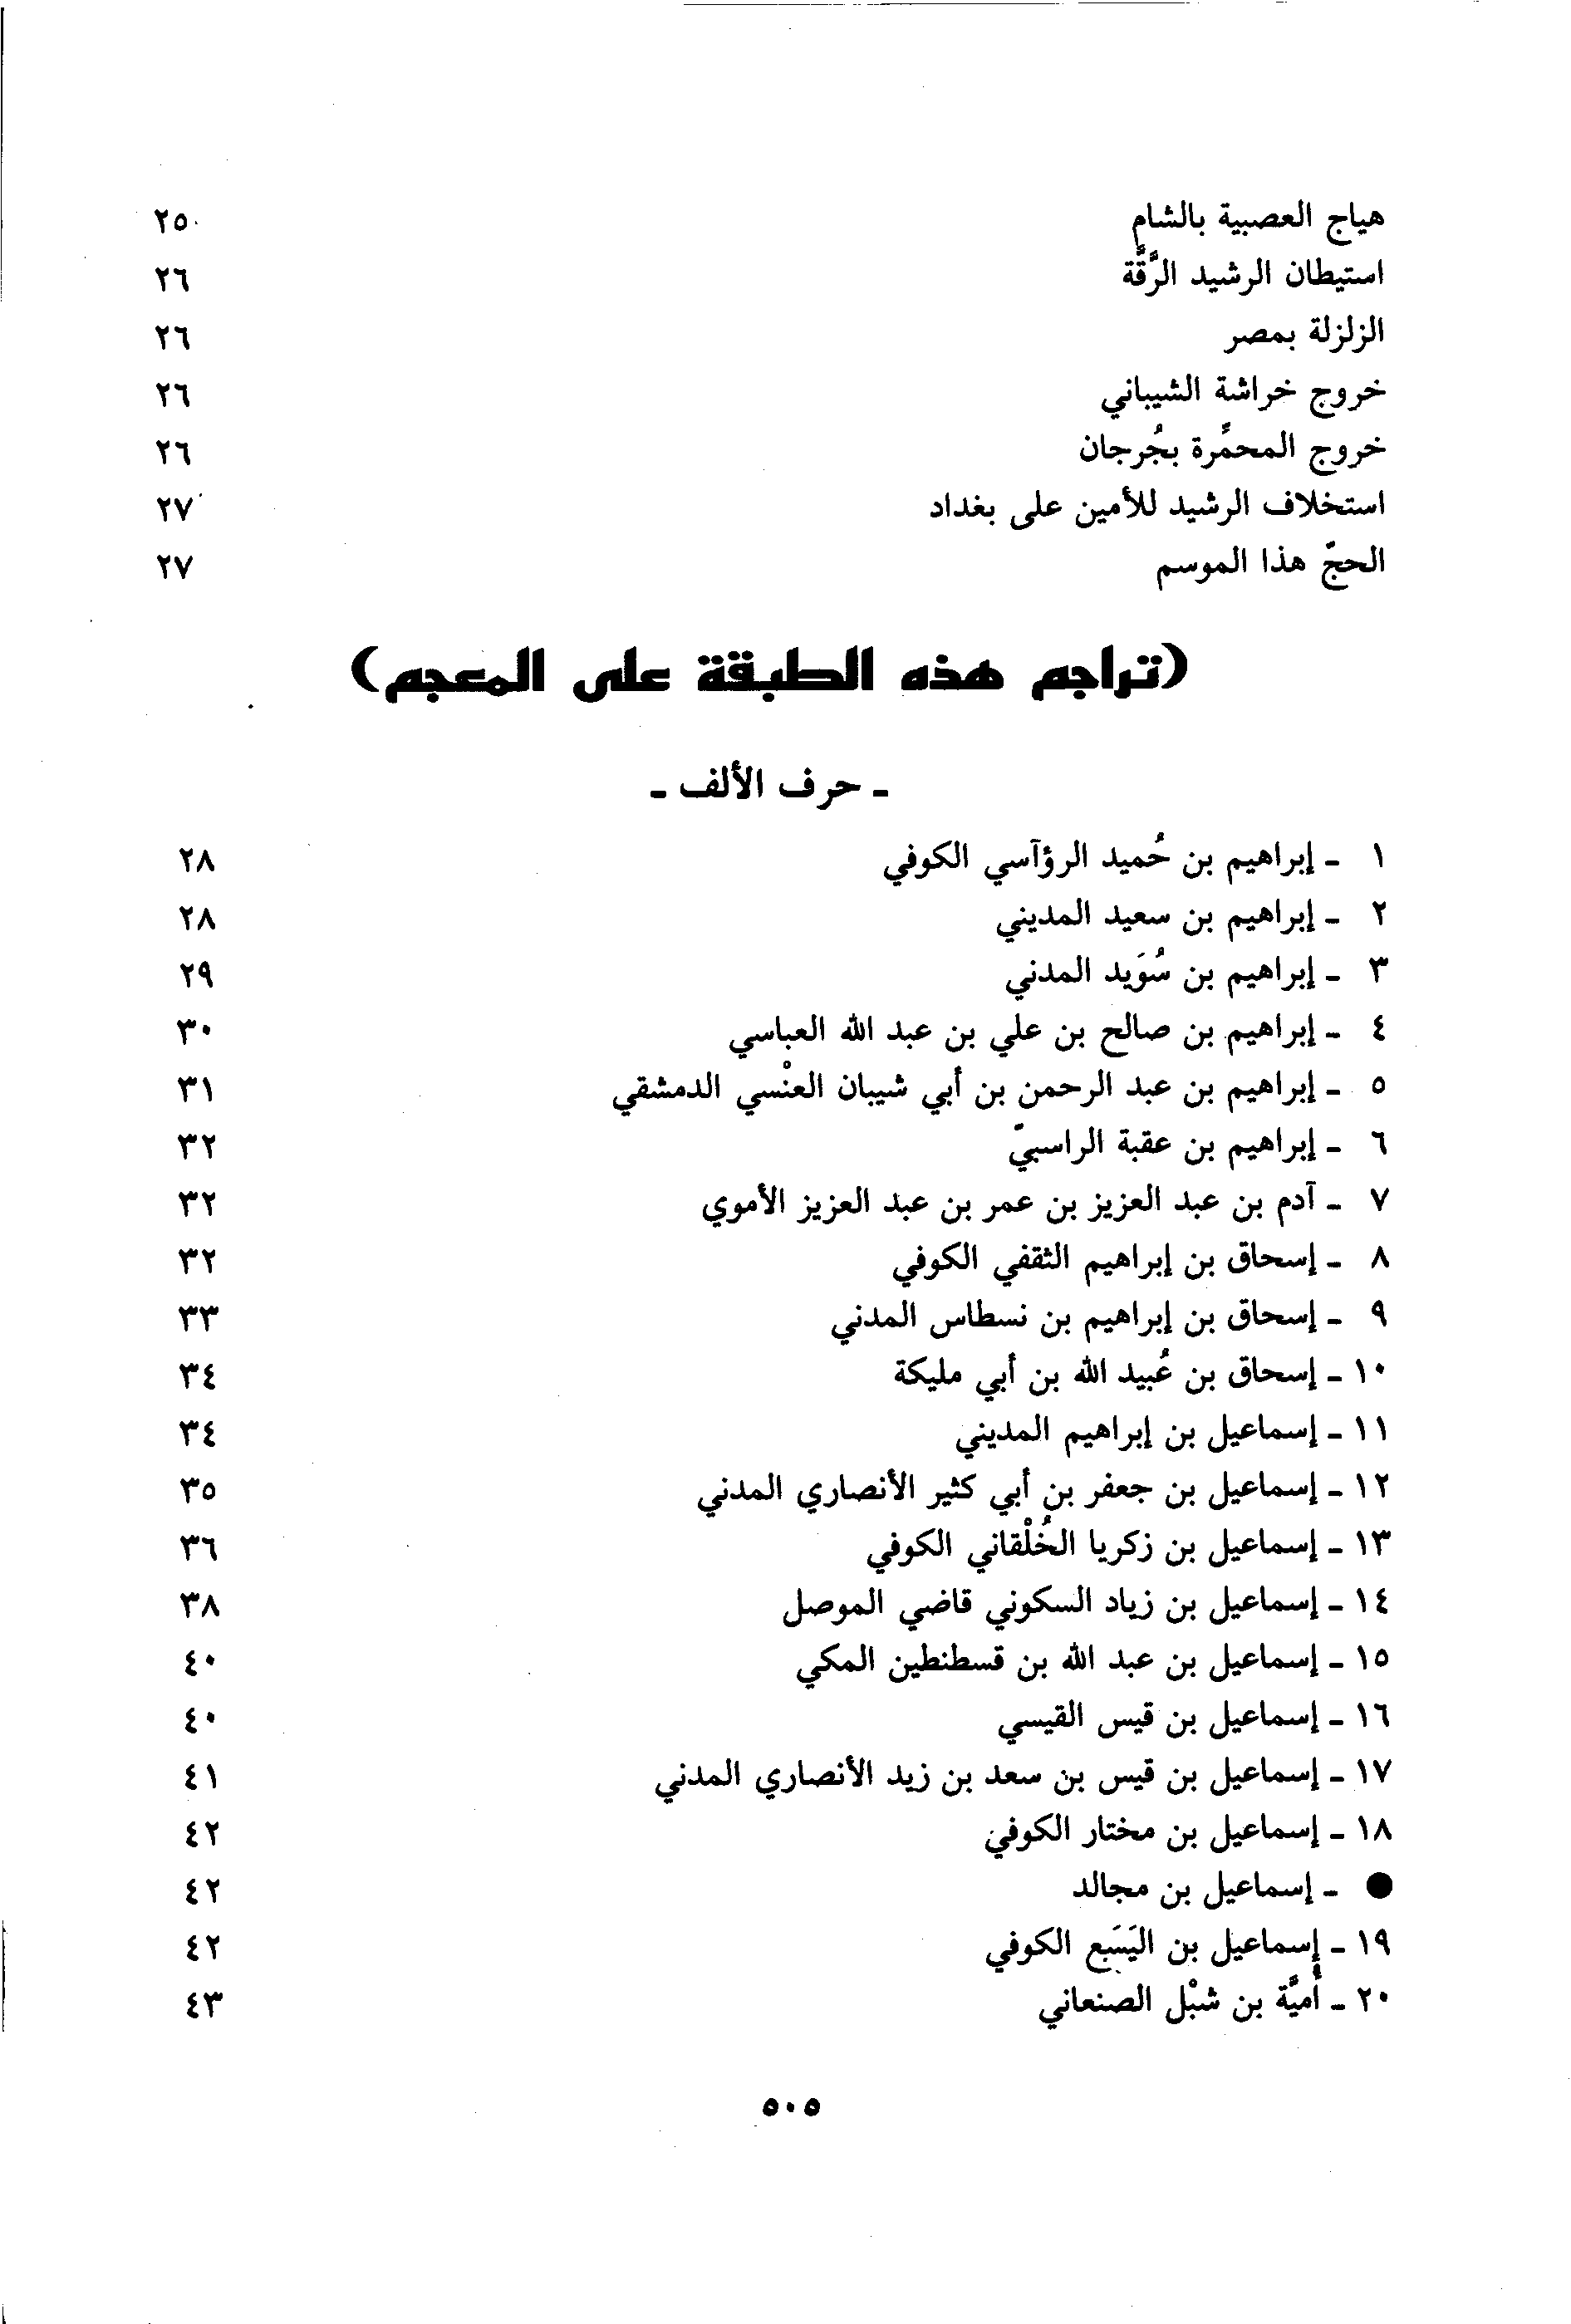 هياج العصبية بالشام ٢٥
استيطان الرشيد الرَّقَّة ٢٦
الزلزلة بمصر ٢٦
خروج خراشة الشيباني ٢٦
خروج المحمَّرة بجُرجان ٢٦
استخلاف الرشيد للأمين على بغداد ٢٧
الحجّ هذا الموسم ٢٧
(تراجم هذه الطبقة على المعجم)
- حرف الألف -
١ - إبراهيم بن حُميد الرؤآسي الكوفي ٢٨
٢ - إبراهيم بن سعيد المديني ٢٨
٣ - إبراهيم بن سُوَيد المدني ٢٩
٤ - إبراهيم بن صالح بن علي بن عبد الله العباسي ٣٠
٥ - إبراهيم بن عبد الرحمن بن أبي شيبان العنْسي الدمشقي ٣١
٦ - إبراهيم بن عقبة الراسبيّ ٣٢
٧ - آدم بن عبد العزيز بن عمر بن عبد العزيز الأموي ٣٢
٨ - إسحاق بن إبراهيم الثقفي الكوفي ٣٢
٩ - إسحاق بن إبراهيم بن نسطاس المدني ٣٣
١٠ - إسحاق بن عُبيد الله بن أبي مليكة ٣٤
١١ - إسماعيل بن إبراهيم المديني ٣٤
١٢ - إسماعيل بن جعفر بن أبي كثير الأنصاري المدني ٣٥
١٣ - إسماعيل بن زكريا الخُلْقاني الكوفي ٣٦
١٤ - إسماعيل بن زياد السكوني قاضي الموصل ٣٨
١٥ - إسماعيل بن عبد الله بن قسطنطين المكي ٤٠
١٦ - إسماعيل بن قيس القيسي ٤٠
١٧ - إسماعيل بن قيس بن سعد بن زيد الأنصاري المدني ٤١
١٨ - إسماعيل بن مختار الكوفي ٤٢
● - إسماعيل بن مجالد ٤٢
١٩ - إسماعيل بن اليَسَبع الكوفي ٤٢
٢٠ - أُميَّة بن شبْل الصنعاني ٤٣
٥٠٥